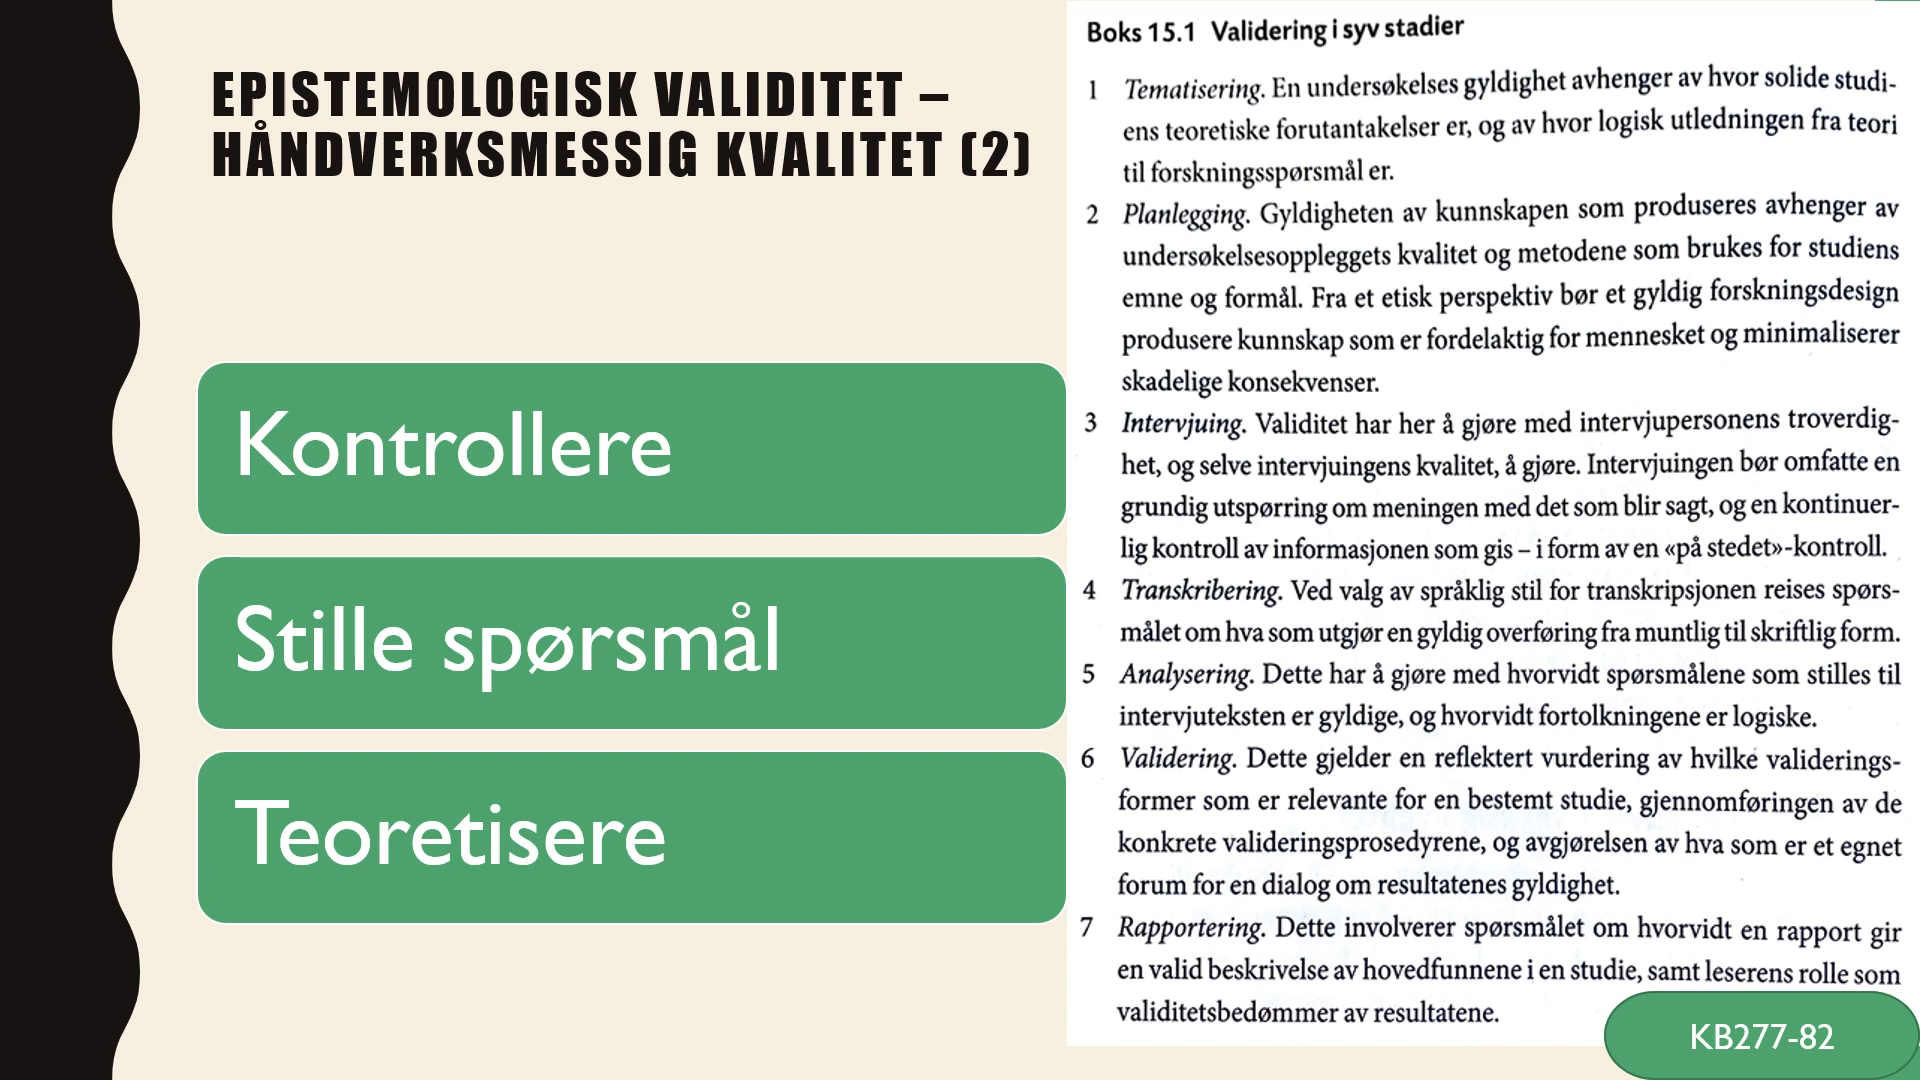 EPISTEMOLOGISK VALIDITET –
HÅNDVERKSMESSIG KVALITET (2)
Kontrollere
Stille spørsmål
Teoretisere
Boks 15.1 Validering i syv stadier
1 Tematisering. En undersøkelses gyldighet avhenger av hvor solide studi-
ens teoretiske forutantakelser er, og av hvor logisk utledningen fra teori
til forskningsspørsmål er.
2 Planlegging. Gyldigheten av kunnskapen som produseres avhenger av
undersøkelsesoppleggets kvalitet og metodene som brukes for studiens
emne og formål. Fra et etisk perspektiv bør et gyldig forskningsdesign
produsere kunnskap som er fordelaktig for mennesket og minimaliserer
skadelige konsekvenser.
3 Intervjuing. Validitet har her å gjøre med intervjupersonens troverdig-
het, og selve intervjuingens kvalitet, å gjøre. Intervjuingen bør omfatte en
grundig utspørring om meningen med det som blir sagt, og en kontinuer-
lig kontroll av informasjonen som gis – i form av en «på stedet»-kontroll.
4 Transkribering. Ved valg av språklig stil for transkripsjonen reises spørs-
målet om hva som utgjør en gyldig overføring fra muntlig til skriftlig form.
5 Analysering. Dette har å gjøre med hvorvidt spørsmålene som stilles til
intervjuteksten er gyldige, og hvorvidt fortolkningene er logiske.
6 Validering. Dette gjelder en reflektert vurdering av hvilke validerings-
former som er relevante for en bestemt studie, gjennomføringen av de
konkrete valideringsprosedyrene, og avgjørelsen av hva som er et egnet
forum for en dialog om resultatenes gyldighet.
7 Rapportering. Dette involverer spørsmålet om hvorvidt en rapport gir
en valid beskrivelse av hovedfunnene i en studie, samt leserens rolle som
validitetsbedømmer av resultatene.
KB277-82